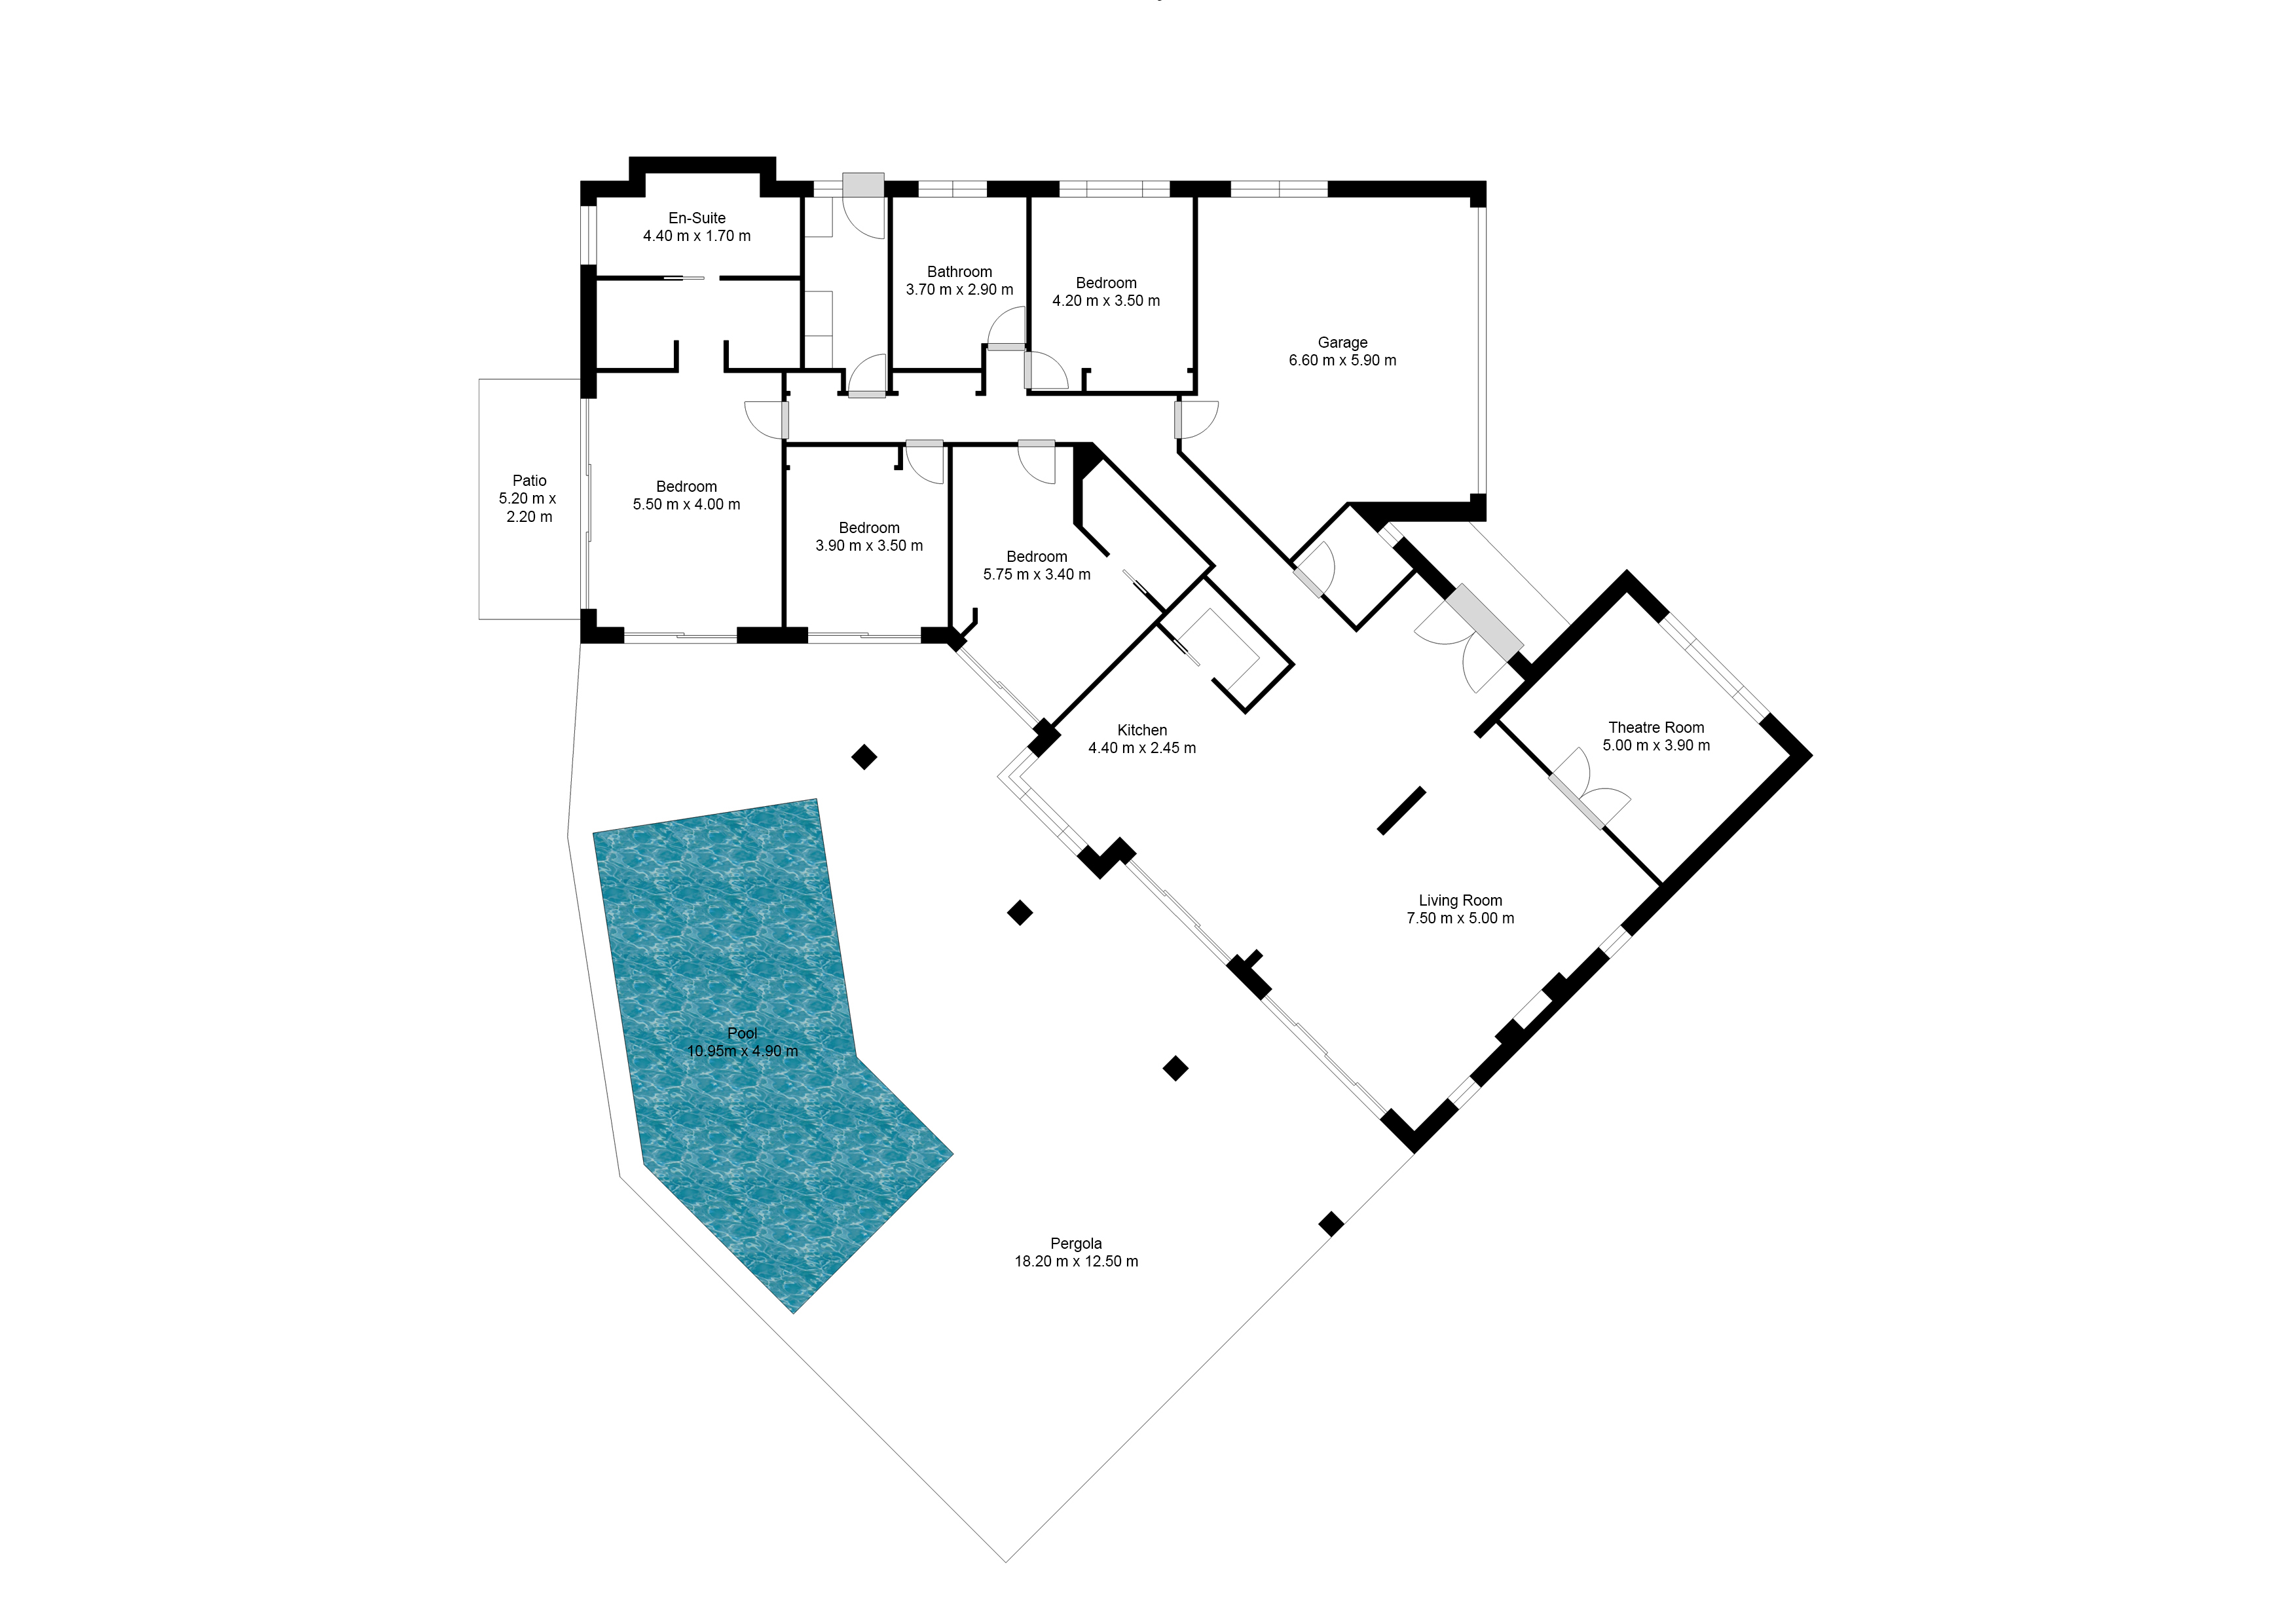 En-Suite
4.40 m x 1.70 m
Bathroom
3.70 m x 2.90 m
Bedroom
4.20 m x 3.50 m
Garage
6.60 m x 5.90 m
Patio
5.20 m x
2.20 m
Bedroom
5.50 m x 4.00 m
Bedroom
3.90 m x 3.50 m
Bedroom
5.75 m x 3.40 m
Kitchen
4.40 m x 2.45 m
Theatre Room
5.00 m x 3.90 m
Living Room
7.50 m x 5.00 m
Pool
10.95m x 4.90 m
Pergola
18.20 m x 12.50 m